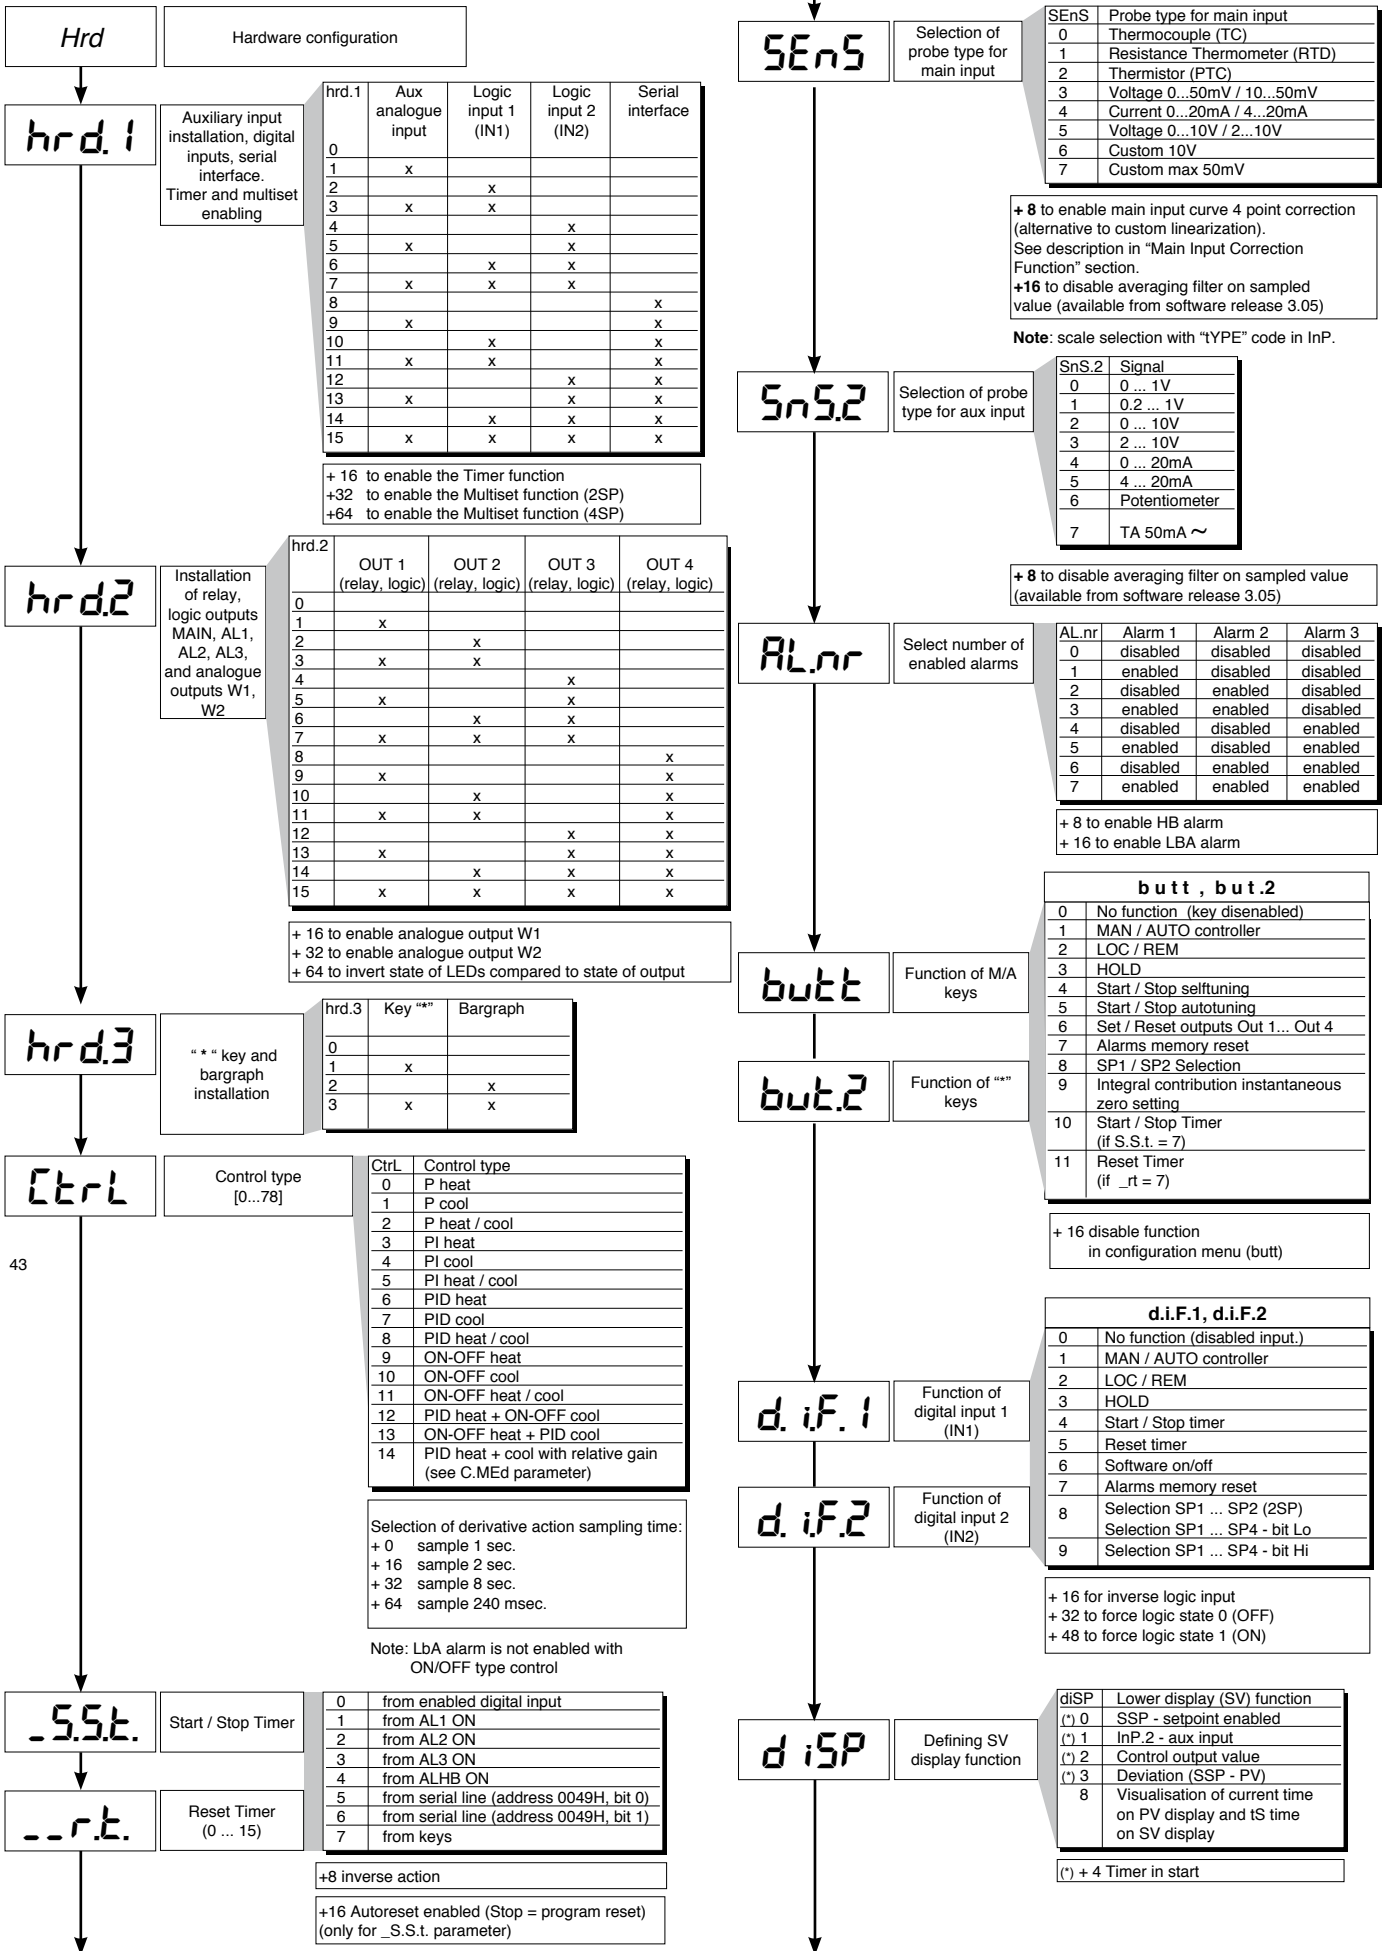 Hrd
Hardware configuration
hrd.1
Auxiliary input
installation, digital
inputs, serial
interface.
Timer and multiset
enabling
hrd.1 Aux analogue input Logic input 1 (IN1) Logic input 2 (IN2) Serial interface
0
1 x
2 x
3 x x
4 x
5 x x
6 x x
7 x x x
8 x
9 x x
10 x x
11 x x x
12 x x
13 x x x
14 x x x
15 x x x x
+ 16 to enable the Timer function
+32 to enable the Multiset function (2SP)
+64 to enable the Multiset function (4SP)
hrd.2
Installation
of relay,
logic outputs
MAIN, AL1,
AL2, AL3,
and analogue
outputs W1,
W2
hrd.2 OUT 1 (relay, logic) OUT 2 (relay, logic) OUT 3 (relay, logic) OUT 4 (relay, logic)
0
1 x
2 x
3 x x
4 x
5 x x
6 x x
7 x x x
8 x
9 x x
10 x x
11 x x x
12 x x
13 x x x
14 x x x
15 x x x x
+ 16 to enable analogue output W1
+ 32 to enable analogue output W2
+ 64 to invert state of LEDs compared to state of output
hrd.3
“ * “ key and
bargraph
installation
hrd.3 Key “*” Bargraph
0
1 x
2 x
3 x x
Ctrl
Control type
[0...78]
CtrL Control type
0 P heat
1 P cool
2 P heat / cool
3 PI heat
4 PI cool
5 PI heat / cool
6 PID heat
7 PID cool
8 PID heat / cool
9 ON-OFF heat
10 ON-OFF cool
11 ON-OFF heat / cool
12 PID heat + ON-OFF cool
13 ON-OFF heat + PID cool
14 PID heat + cool with relative gain
(see C.MEd parameter)
43
Selection of derivative action sampling time:
+ 0 sample 1 sec.
+ 16 sample 2 sec.
+ 32 sample 8 sec.
+ 64 sample 240 msec.
Note: LbA alarm is not enabled with
ON/OFF type control
_S.S.t.
Start / Stop Timer
__r.t.
Reset Timer
(0 ... 15)
0 from enabled digital input
1 from AL1 ON
2 from AL2 ON
3 from AL3 ON
4 from ALHB ON
5 from serial line (address 0049H, bit 0)
6 from serial line (address 0049H, bit 1)
7 from keys
+8 inverse action
+16 Autoreset enabled (Stop = program reset)
(only for _S.S.t. parameter)
SEnS
Selection of
probe type for
main input
SEnS Probe type for main input
0 Thermocouple (TC)
1 Resistance Thermometer (RTD)
2 Thermistor (PTC)
3 Voltage 0...50mV / 10...50mV
4 Current 0...20mA / 4...20mA
5 Voltage 0...10V / 2...10V
6 Custom 10V
7 Custom max 50mV
+ 8 to enable main input curve 4 point correction
(alternative to custom linearization).
See description in “Main Input Correction
Function” section.
+16 to disable averaging filter on sampled
value (available from software release 3.05)
Note: scale selection with “tYPE” code in InP.
SnS.2
Selection of probe
type for aux input
SnS.2 Signal
0 0 ... 1V
1 0.2 ... 1V
2 0 ... 10V
3 2 ... 10V
4 0 ... 20mA
5 4 ... 20mA
6 Potentiometer
7 TA 50mA ~
+ 8 to disable averaging filter on sampled value
(available from software release 3.05)
AL.nr
Select number of
enabled alarms
AL.nr Alarm 1 Alarm 2 Alarm 3
0 disabled disabled disabled
1 enabled disabled disabled
2 disabled enabled disabled
3 enabled enabled disabled
4 disabled disabled enabled
5 enabled disabled enabled
6 disabled enabled enabled
7 enabled enabled enabled
+ 8 to enable HB alarm
+ 16 to enable LBA alarm
butt
Function of M/A
keys
but.2
Function of “*”
keys
b u t t , b u t .2
0 No function (key disenabled)
1 MAN / AUTO controller
2 LOC / REM
3 HOLD
4 Start / Stop selftuning
5 Start / Stop autotuning
6 Set / Reset outputs Out 1... Out 4
7 Alarms memory reset
8 SP1 / SP2 Selection
9 Integral contribution instantaneous
zero setting
10 Start / Stop Timer
(if S.S.t. = 7)
11 Reset Timer
(if _rt = 7)
+ 16 disable function
in configuration menu (butt)
d.i.F.1
Function of
digital input 1
(IN1)
d.i.F.2
Function of
digital input 2
(IN2)
d.i.F.1, d.i.F.2
0 No function (disabled input.)
1 MAN / AUTO controller
2 LOC / REM
3 HOLD
4 Start / Stop timer
5 Reset timer
6 Software on/off
7 Alarms memory reset
8 Selection SP1 ... SP2 (2SP)
Selection SP1 ... SP4 - bit Lo
9 Selection SP1 ... SP4 - bit Hi
+ 16 for inverse logic input
+ 32 to force logic state 0 (OFF)
+ 48 to force logic state 1 (ON)
diSP
Defining SV
display function
diSP Lower display (SV) function
(*) 0 SSP - setpoint enabled
(*) 1 InP.2 - aux input
(*) 2 Control output value
(*) 3 Deviation (SSP - PV)
8 Visualisation of current time
on PV display and tS time
on SV display
(*) + 4 Timer in start